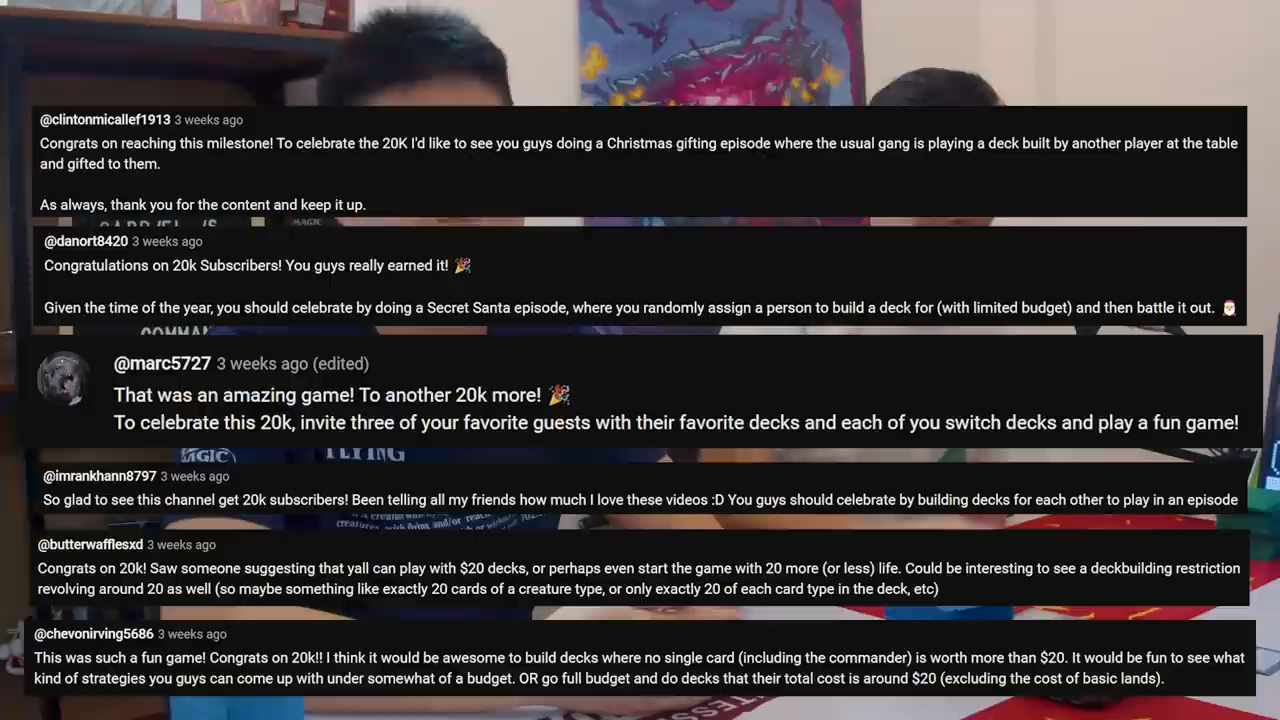 @clintonmicallef1913 3 weeks ago
Congrats on reaching this milestone! To celebrate the 20K I'd like to see you guys doing a Christmas gifting episode where the usual gang is playing a deck built by another player at the table
and gifted to them.
As always, thank you for the content and keep it up.
MAGIC
@danort8420 3 weeks ago
Congratulations on 20k Subscribers! You guys really earned it! 🎉
Given the time of the year, you should celebrate by doing a Secret Santa episode, where you randomly assign a person to build a deck for (with limited budget) and then battle it out. 🎅
@marc5727 3 weeks ago (edited)
That was an amazing game! To another 20k more! 🎉
To celebrate this 20k, invite three of your favorite guests with their favorite decks and each of you switch decks and play a fun game!
MAGIC FLYING
@imrankhann8797 3 weeks ago
So glad to see this channel get 20k subscribers! Been telling all my friends how much I love these videos :D You guys should celebrate by building decks for each other to play in an episode
@butterwafflesxd 3 weeks ago
Congrats on 20k! Saw someone suggesting that yall can play with $20 decks, or perhaps even start the game with 20 more (or less) life. Could be interesting to see a deckbuilding restriction
revolving around 20 as well (so maybe something like exactly 20 cards of a creature type, or only exactly 20 of each card type in the deck, etc)
@chevonirving5686 3 weeks ago
This was such a fun game! Congrats on 20k!! I think it would be awesome to build decks where no single card (including the commander) is worth more than $20. It would be fun to see what
kind of strategies you guys can come up with under somewhat of a budget. OR go full budget and do decks that their total cost is around $20 (excluding the cost of basic lands).